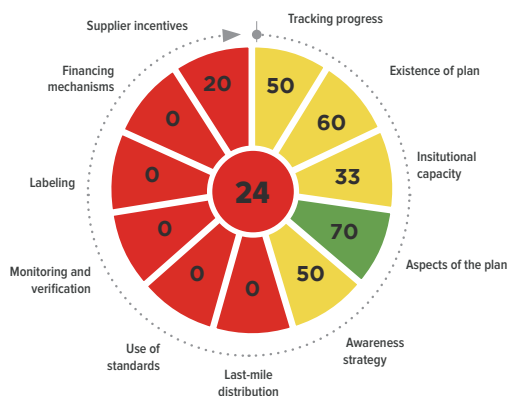 Tracking progress
50
Existence of plan
60
Insitutional
capacity
33
Aspects of the plan
70
Awareness
strategy
50
Last-mile
distribution
0
Use of
standards
0
Monitoring and
verification
0
Labeling
0
Financing
mechanisms
0
Supplier incentives
20
24